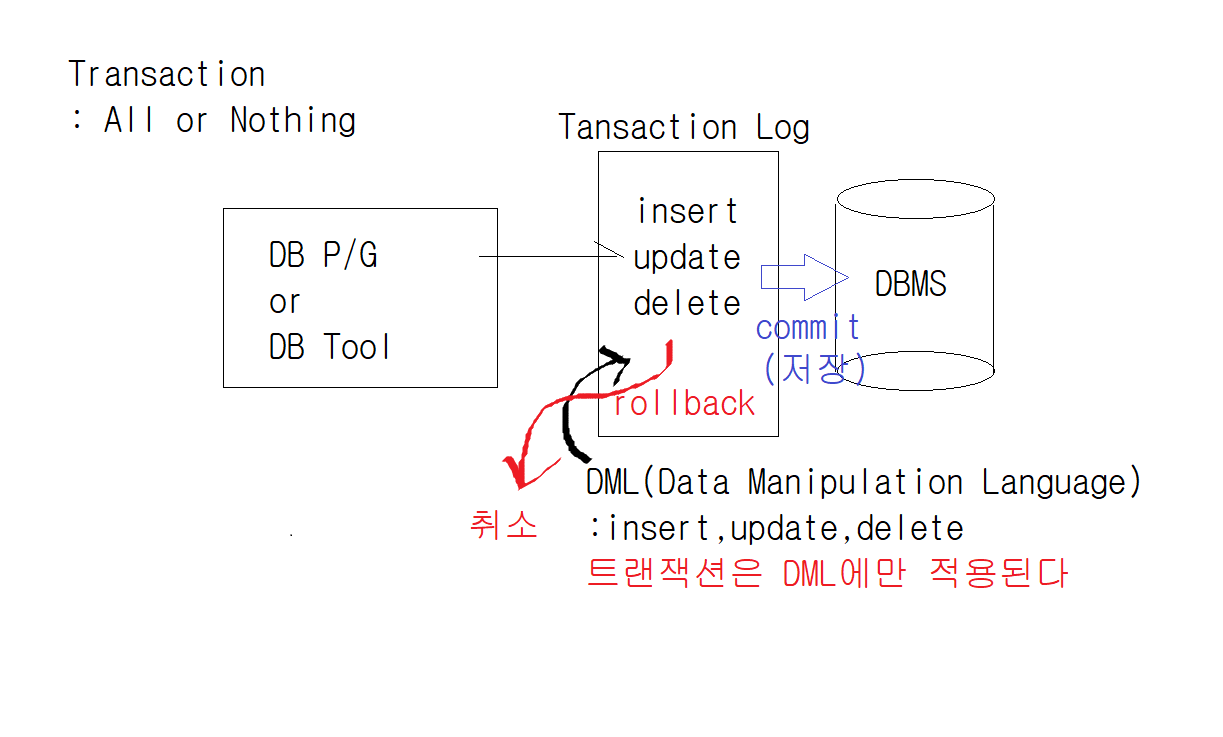 Transaction
: All or Nothing
Tansaction Log
DB P/G
or
DB Tool
insert
update
delete
DBMS
commit
(저장)
rollback
취소
DML(Data Manipulation Language)
:insert,update,delete
트랜잭션은 DML에만 적용된다